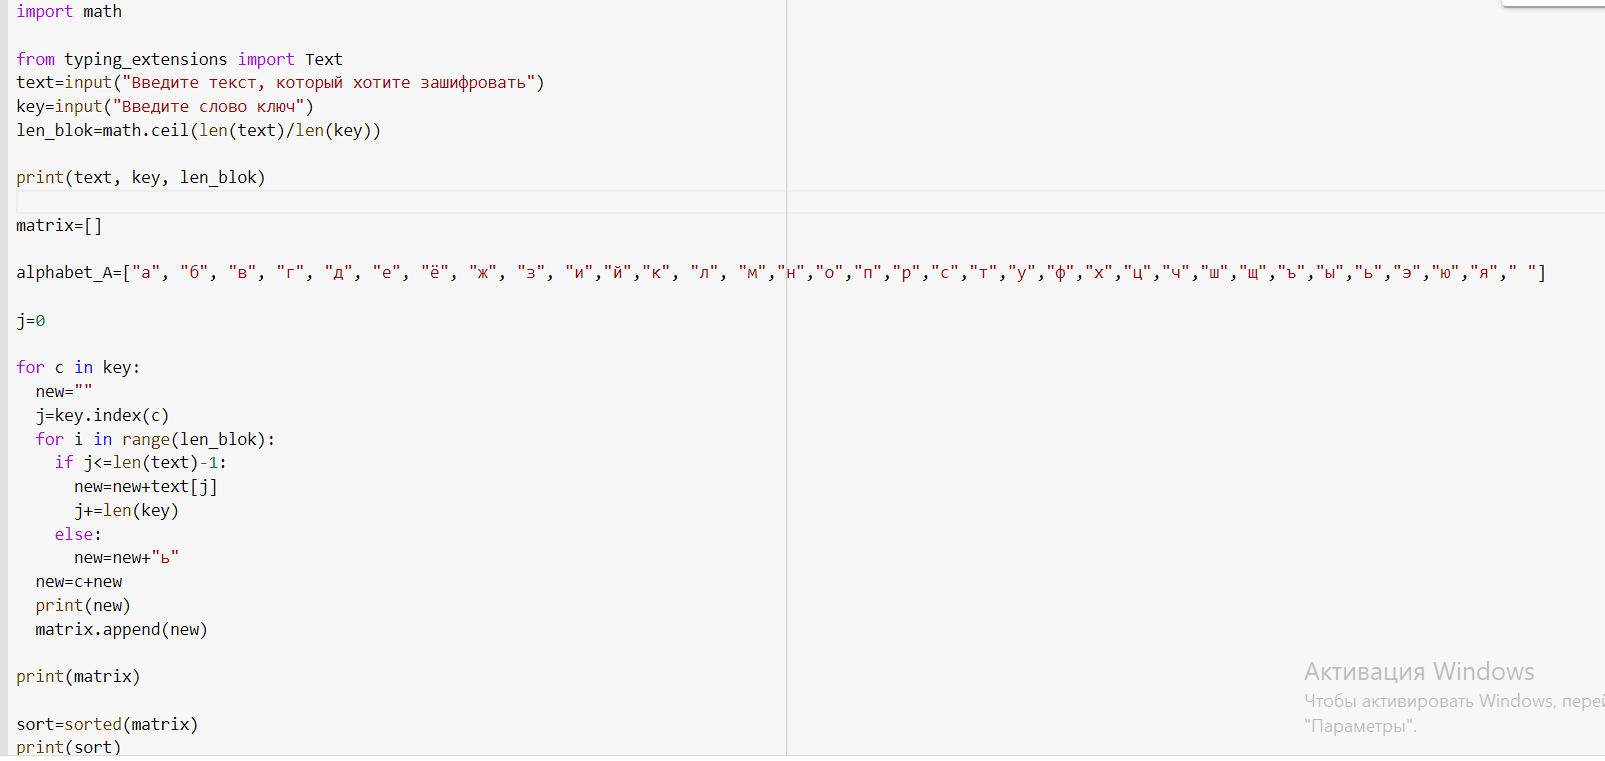 import math
from typing_extensions import Text
text=input("Введите текст, который хотите зашифровать")
key=input("Введите слово ключ")
len_blok=math.ceil(len(text)/len(key))
print(text, key, len_blok)
matrix=[]
alphabet_A=["а", "б", "в", "г", "д", "е", "ё", "ж", "з", "и","й","к", "л", "м","н","о","п","р","с","т","у","ф","х","ц","ч","ш","щ","ъ","ы","ь","э","ю","я"," "]
j=0
for c in key:
  new=""
  j=key.index(c)
  for i in range(len_blok):
    if j<=len(text)-1:
      new=new+text[j]
      j+=len(key)
    else:
      new=new+"ь"
  new=c+new
  print(new)
  matrix.append(new)
print(matrix)
sort=sorted(matrix)
print(sort)
Активация Windows
Чтобы активировать Windows, перей
"Параметры".